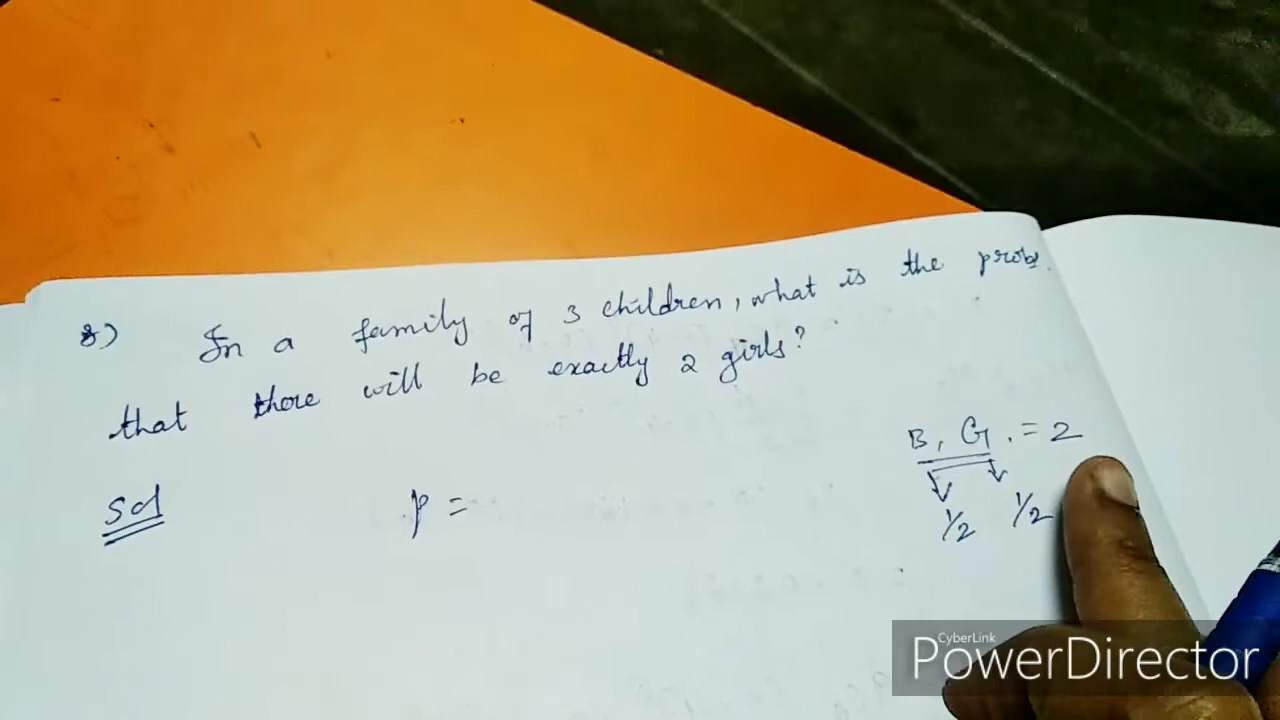 8) In a family of 3 children, what is the prob.
that there will be exactly 2 girls?
B, G. = 2
Sol p =
1/2 1/2
CyberLink
PowerDirector